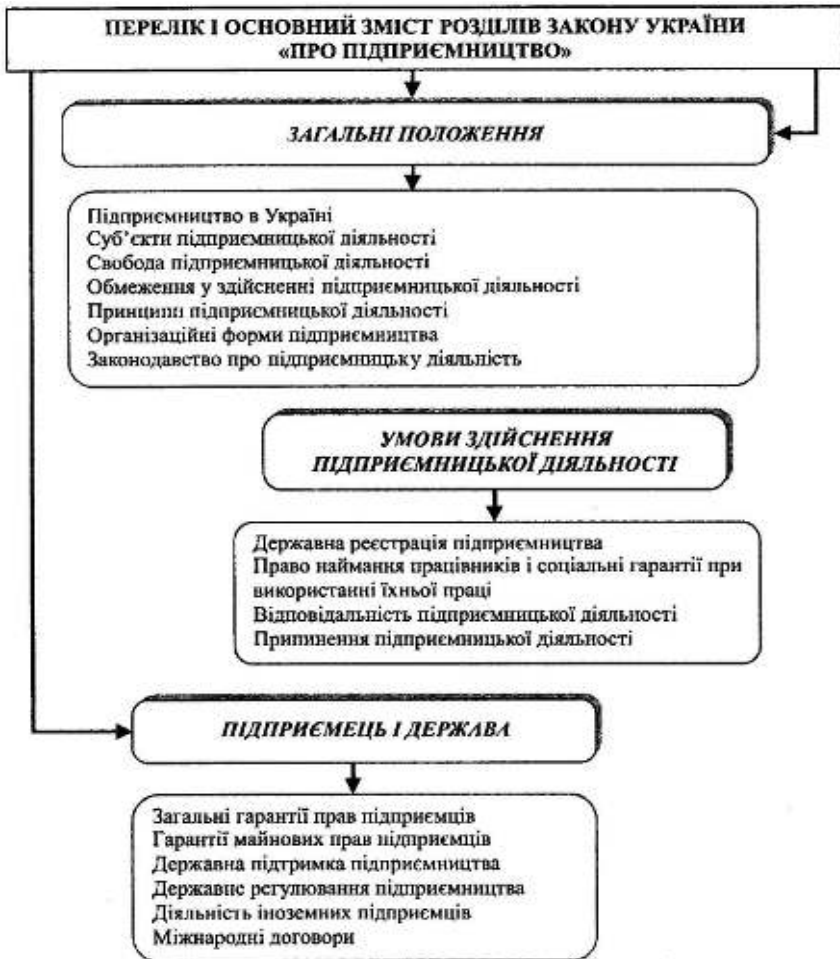 ПЕРЕЛІК І ОСНОВНИЙ ЗМІСТ РОЗДІЛІВ ЗАКОНУ УКРАЇНИ
«ПРО ПІДПРИЄМНИЦТВО»
ЗАГАЛЬНІ ПОЛОЖЕННЯ
Підприємництво в Україні
Суб’єкти підприємницької діяльності
Свобода підприємницької діяльності
Обмеження у здійсненні підприємницької діяльності
Принципи підприємницької діяльності
Організаційні форми підприємництва
Законодавство про підприємницьку діяльність
УМОВИ ЗДІЙСНЕННЯ
ПІДПРИЄМНИЦЬКОЇ ДІЯЛЬНОСТІ
Державна реєстрація підприємництва
Право наймання працівників і соціальні гарантії при
використанні їхньої праці
Відповідальність підприємницької діяльності
Припинення підприємницької діяльності
ПІДПРИЄМЕЦЬ І ДЕРЖАВА
Загальні гарантії прав підприємців
Гарантії майнових прав підприємців
Державна підтримка підприємництва
Державне регулювання підприємництва
Діяльність іноземних підприємців
Міжнародні договори